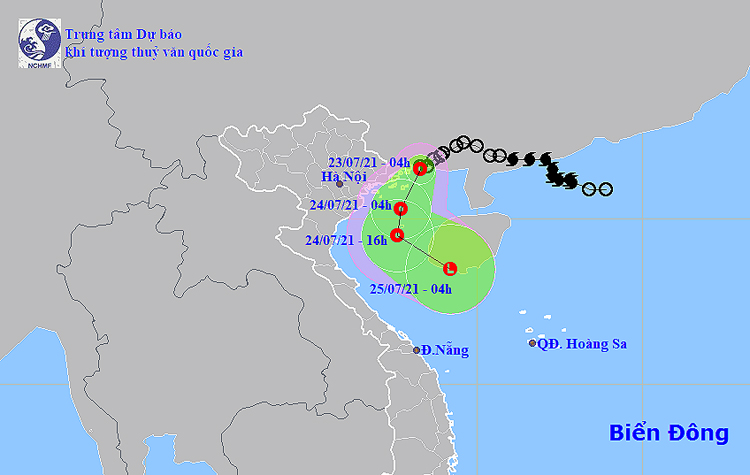 Trung tâm Dự báo
khí tượng thuỷ văn quốc gia
NCHMF
23/07/21 - 04h
Hà Nội
24/07/21 - 04h
24/07/21 - 16h
25/07/21 - 04h
Đ.Nẵng
QĐ. Hoàng Sa
Biển Đông
L